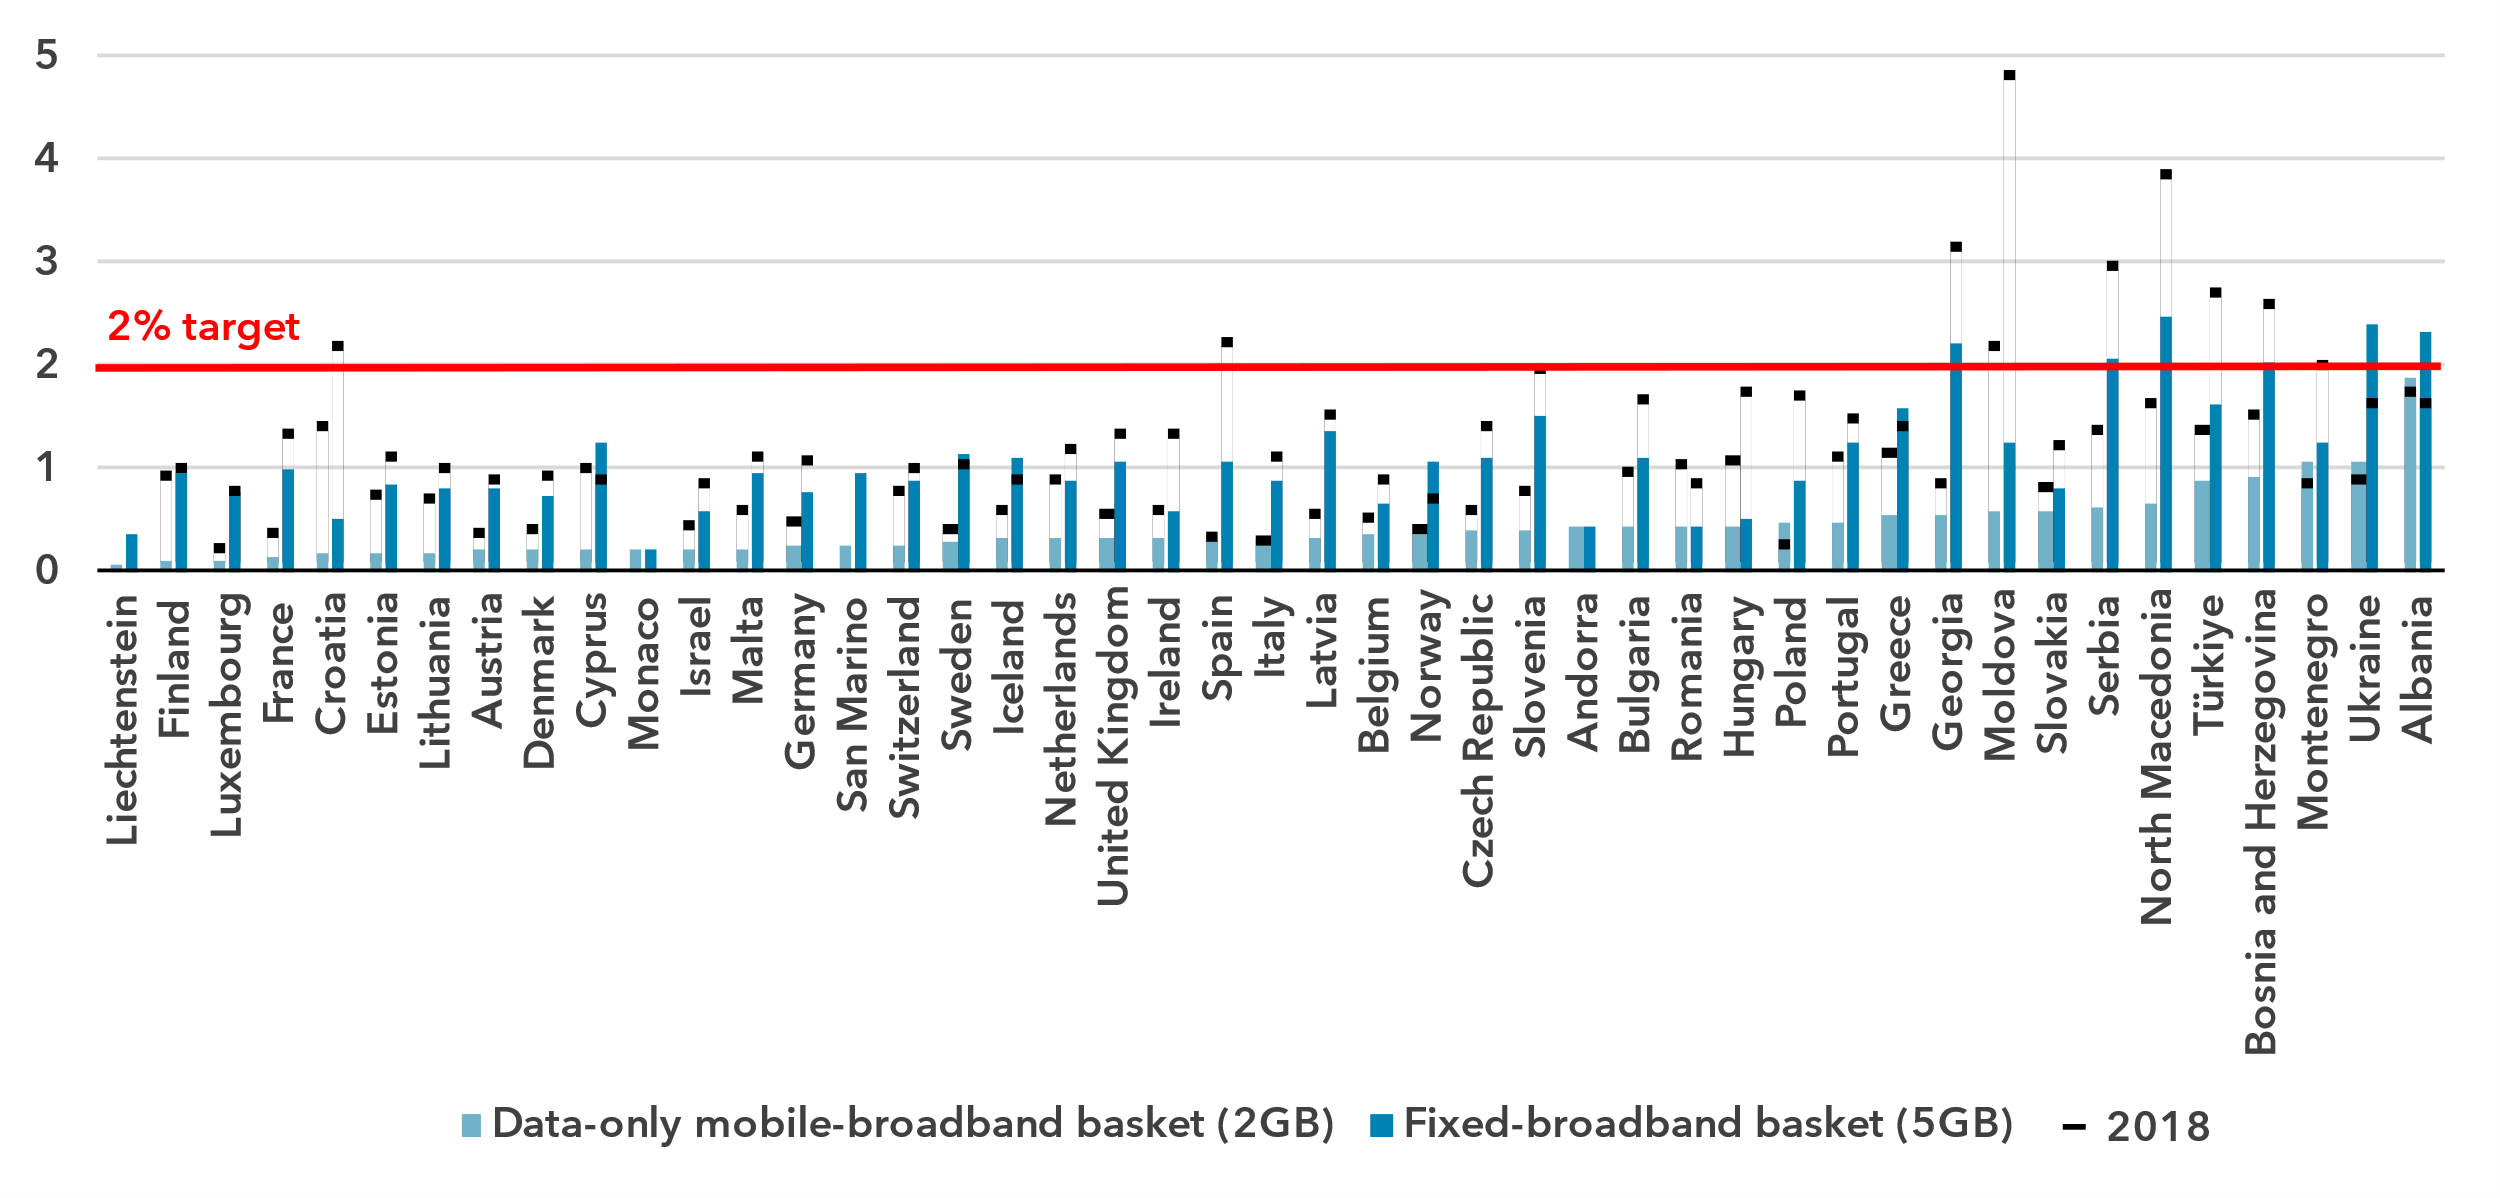 5
4
3
2% target
2
1
0
Liechtenstein
Finland
Luxembourg
France
Croatia
Estonia
Lithuania
Austria
Denmark
Cyprus
Monaco
Israel
Malta
Germany
San Marino
Switzerland
Sweden
Iceland
Netherlands
United Kingdom
Ireland
Spain
Italy
Latvia
Belgium
Norway
Czech Republic
Slovenia
Andorra
Bulgaria
Romania
Hungary
Poland
Portugal
Greece
Georgia
Moldova
Slovakia
Serbia
North Macedonia
Türkiye
Bosnia and Herzegovina
Montenegro
Ukraine
Albania
Data-only mobile-broadband basket (2GB)
Fixed-broadband basket (5GB)
2018